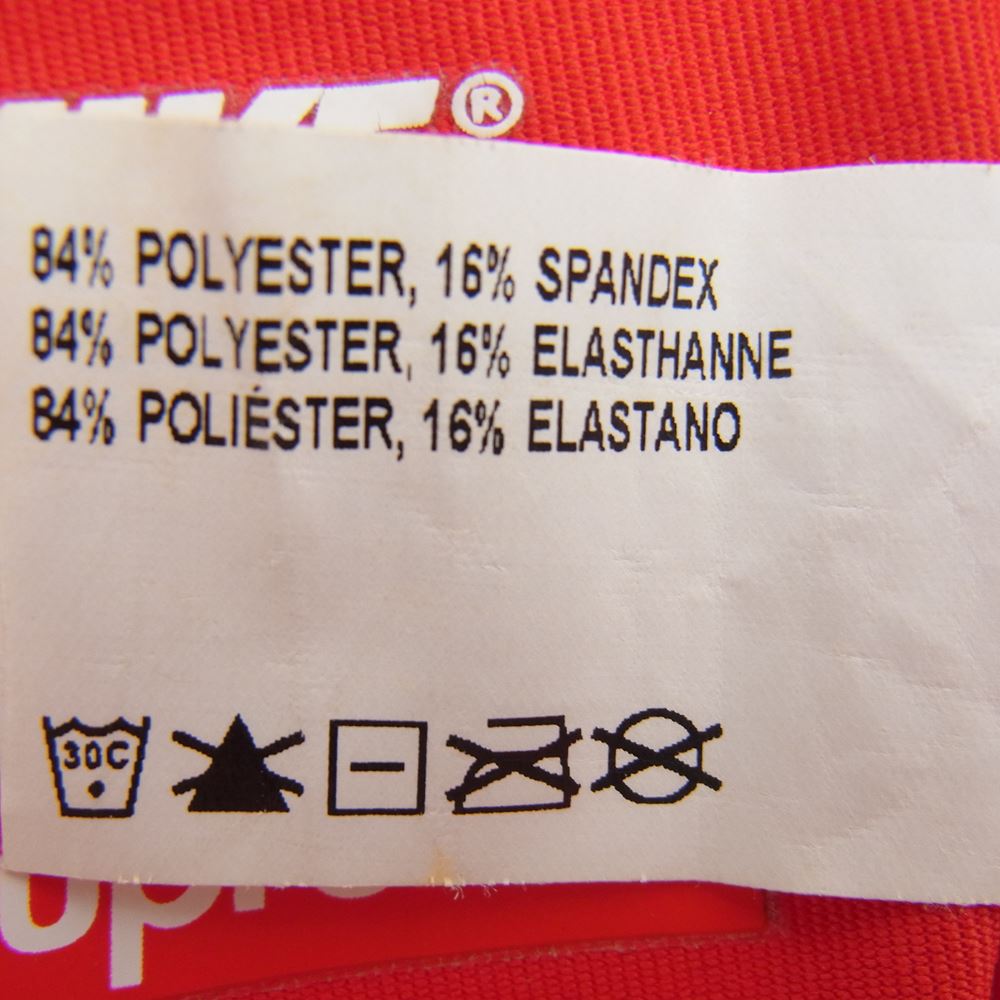 ®
84% POLYESTER, 16% SPANDEX
84% POLYESTER, 16% ELASTHANNE
84% POLIÉSTER, 16% ELASTANO
30C